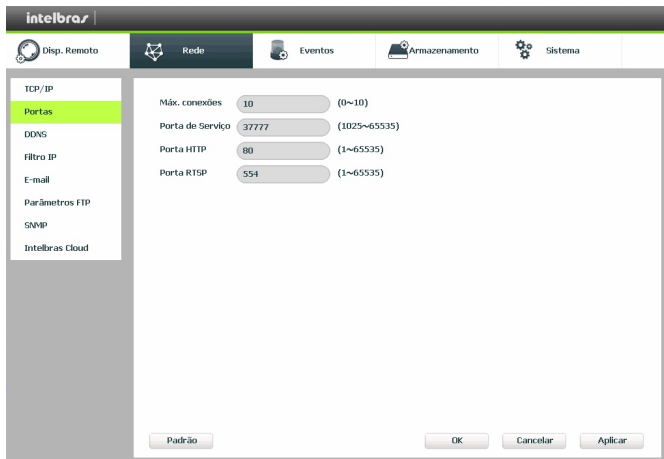 intelbras
Disp. Remoto
Rede
Eventos
Armazenamento
Sistema
TCP/IP
Portas
DDNS
Filtro IP
E-mail
Parâmetros FTP
SNMP
Intelbras Cloud
Máx. conexões 10 (0~10)
Porta de Serviço 37777 (1025~65535)
Porta HTTP 80 (1~65535)
Porta RTSP 554 (1~65535)
Padrão
OK
Cancelar
Aplicar